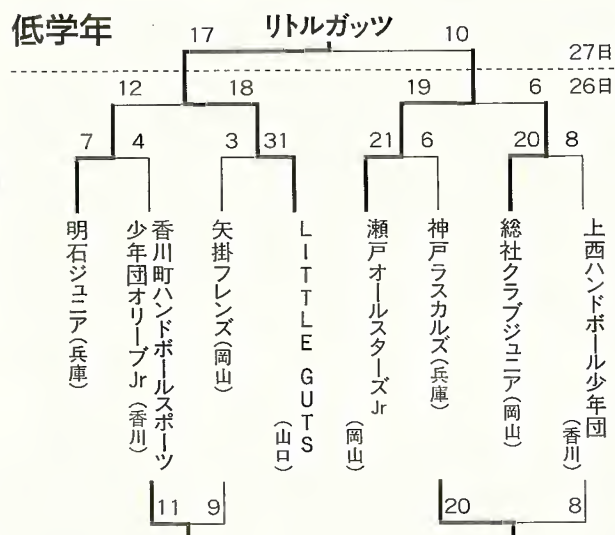 低学年
リトルガッツ
17 10
27日
26日
12 18 19 6
7 4 3 31 21 6 20 8
明石ジュニア(兵庫)
香川町ハンドボールスポーツ
少年団オリーブJr(香川)
矢掛フレンズ(岡山)
LITTLE GUTS
(山口)
瀬戸オールスターズJr
(岡山)
神戸ラスカルズ(兵庫)
総社クラブジュニア(岡山)
上西ハンドボール少年団
(香川)
11 9 20 8